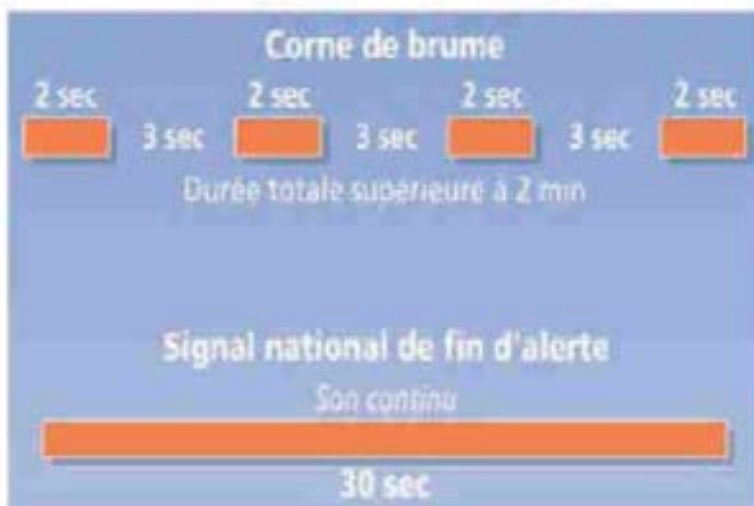 Corne de brume
2 sec 2 sec 2 sec 2 sec
3 sec 3 sec 3 sec
Durée totale supérieure à 2 min
Signal national de fin d'alerte
Son continu
30 sec